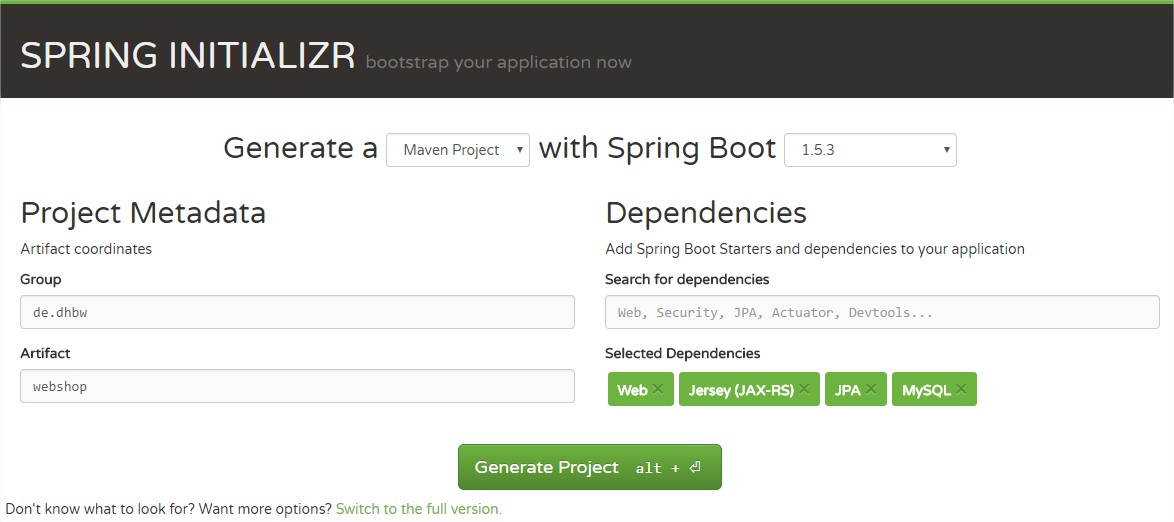 SPRING INITIALIZR bootstrap your application now
Generate a Maven Project with Spring Boot 1.5.3
Project Metadata
Artifact coordinates
Group
de.dhbw
Artifact
webshop
Dependencies
Add Spring Boot Starters and dependencies to your application
Search for dependencies
Web, Security, JPA, Actuator, Devtools...
Selected Dependencies
Web × Jersey (JAX-RS) × JPA × MySQL ×
Generate Project alt + ⏎
Don't know what to look for? Want more options? Switch to the full version.